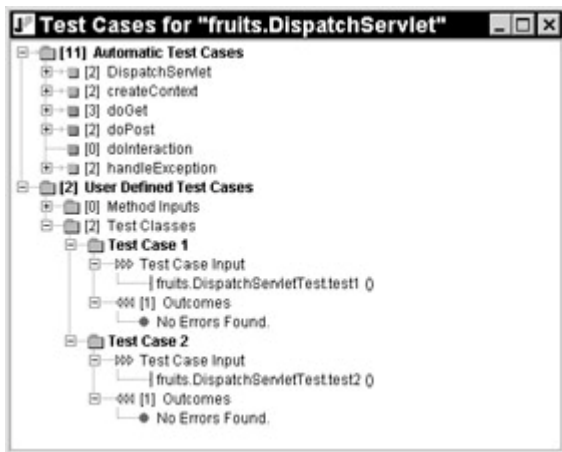 Test Cases for "fruits.DispatchServlet"
[11] Automatic Test Cases
[2] DispatchServlet
[2] createContext
[3] doGet
[2] doPost
[0] doInteraction
[2] handleException
[2] User Defined Test Cases
[0] Method Inputs
[2] Test Classes
Test Case 1
Test Case Input
fruits.DispatchServletTest.test1 ()
[1] Outcomes
No Errors Found.
Test Case 2
Test Case Input
fruits.DispatchServletTest.test2 ()
[1] Outcomes
No Errors Found.